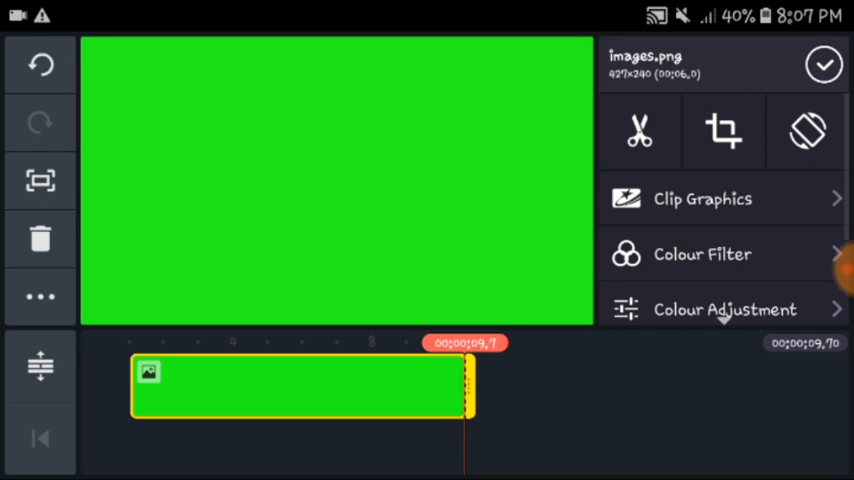 40% 8:07 PM
images.png
427x240 (00:06.0)
Clip Graphics
Colour Filter
Colour Adjustment
4 8
00:00:09.7
00:00:09.70